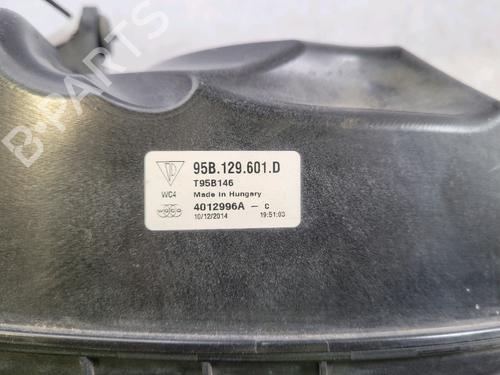 B-PARTS
95B.129.601.D
T95B146
WC4
Made in Hungary
4012996A - c
10/12/2014 19:51:03